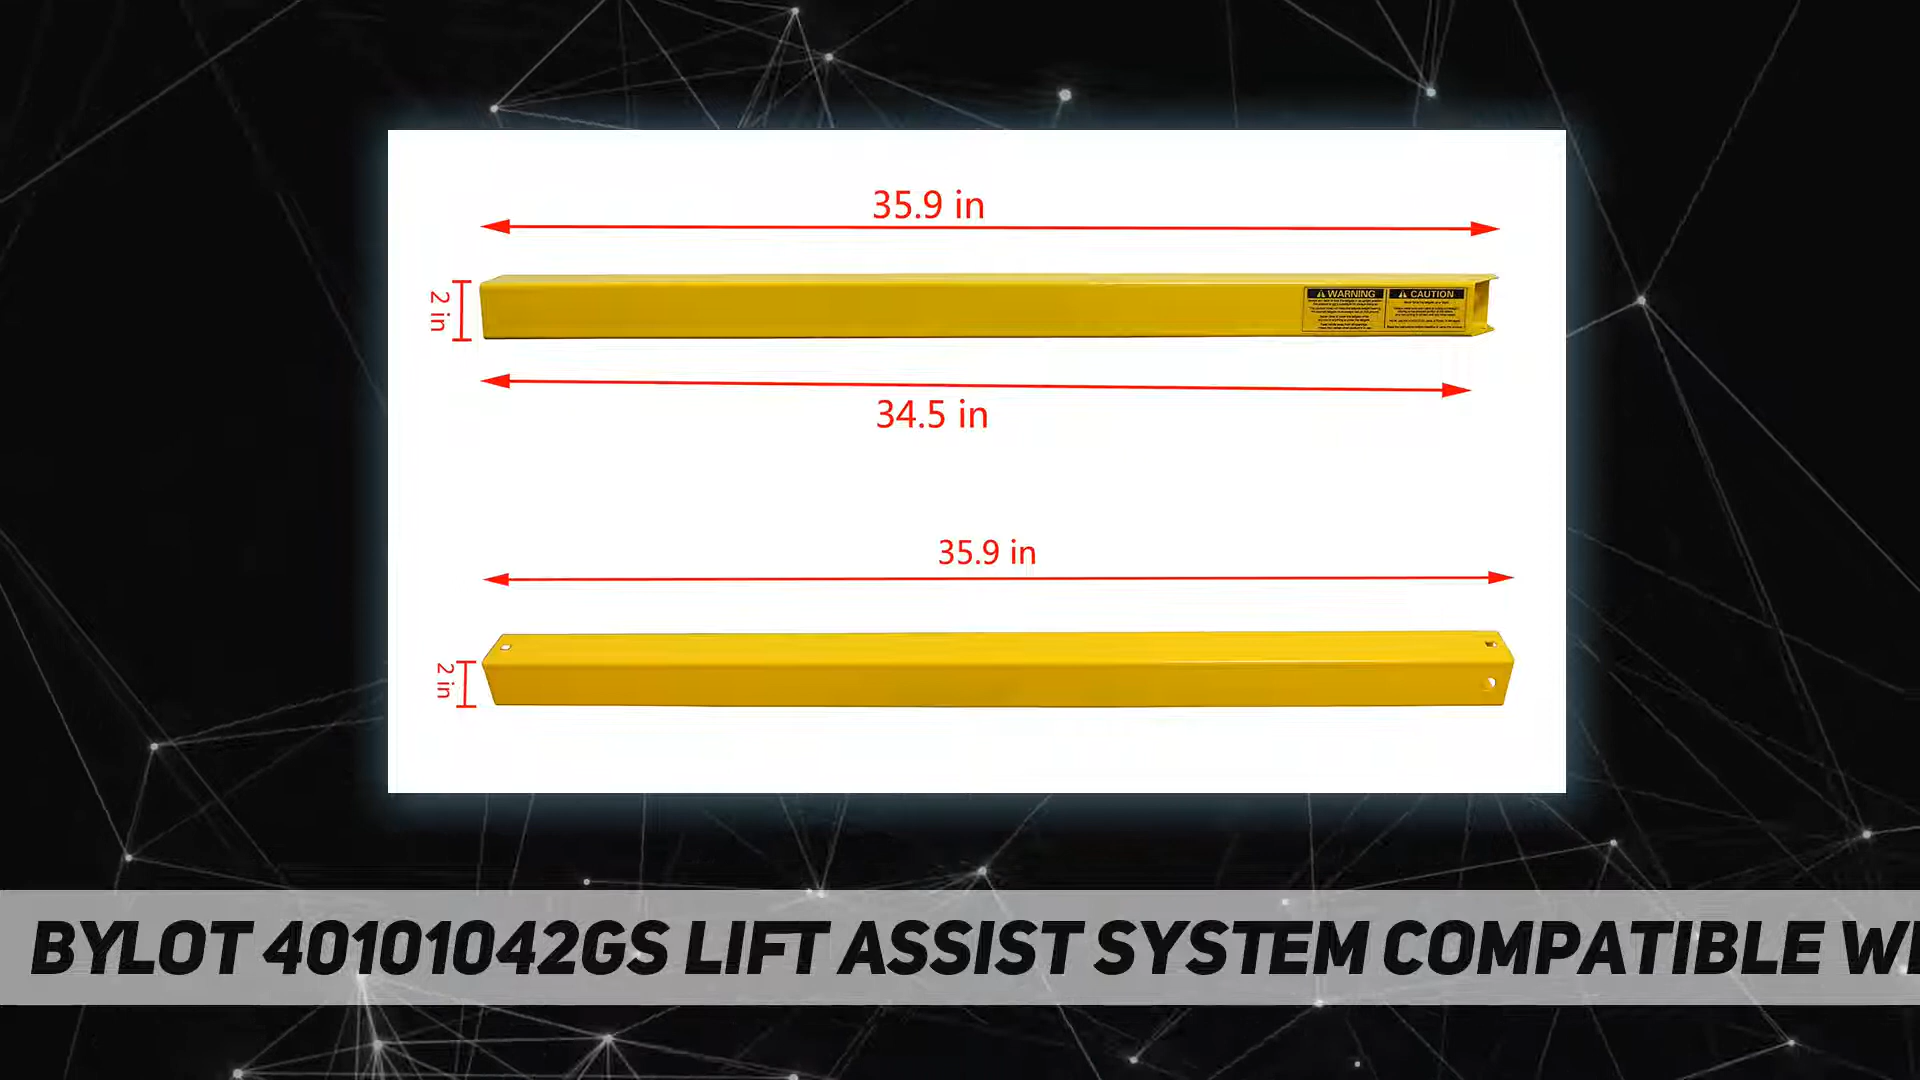 35.9 in
2 in
WARNING
CAUTION
34.5 in
35.9 in
2 in
BYLOT 40101042GS LIFT ASSIST SYSTEM COMPATIBLE WI